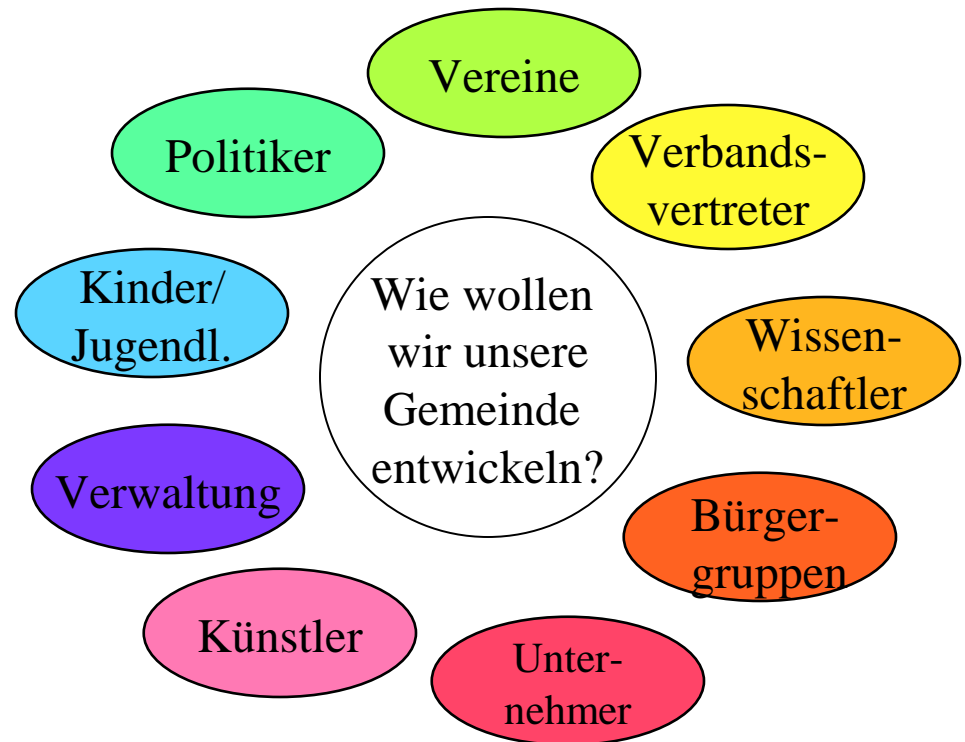 Vereine
Politiker
Verbands-
vertreter
Kinder/
Jugendl.
Wie wollen
wir unsere
Gemeinde
entwickeln?
Wissen-
schaftler
Verwaltung
Bürger-
gruppen
Künstler
Unter-
nehmer